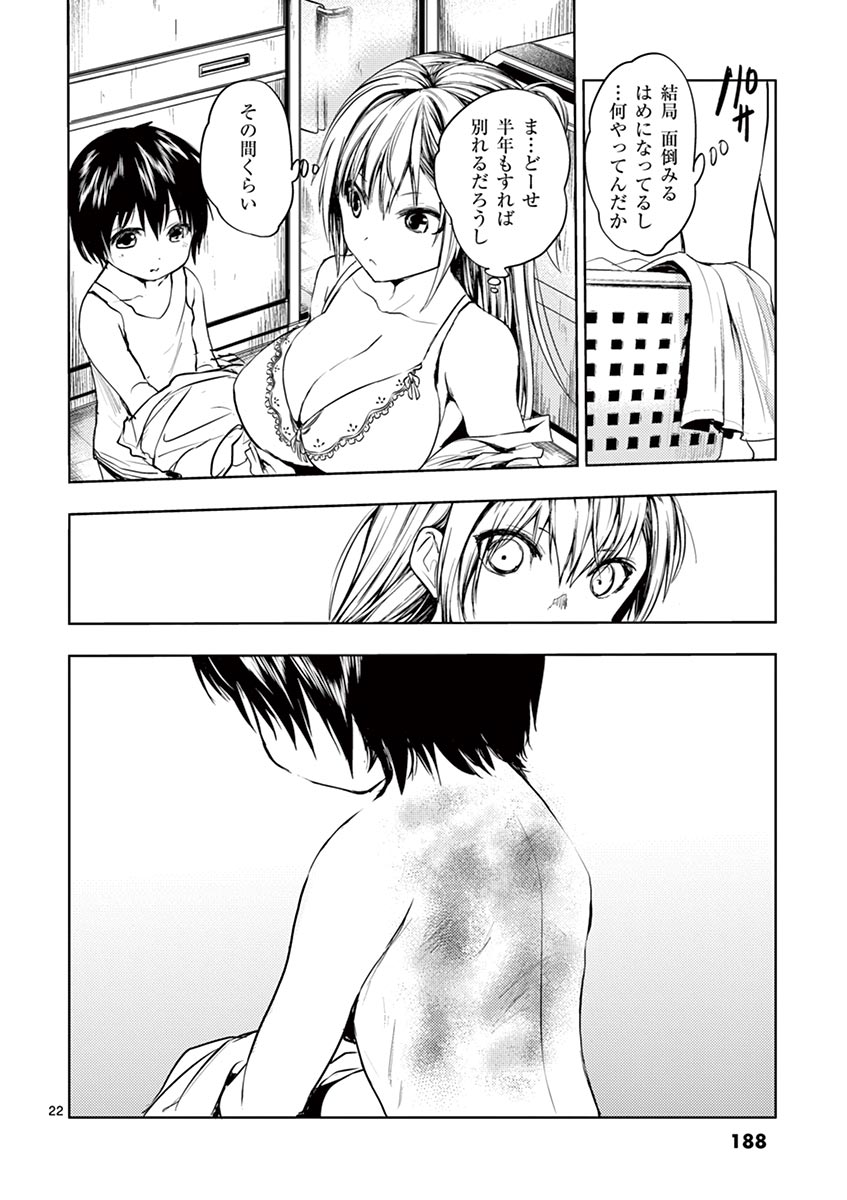 パサ
結局 面倒みる
はめになってるし
…何やってんだか
ま…どーせ
半年もすれば
別れるだろうし
その間くらい
22
188